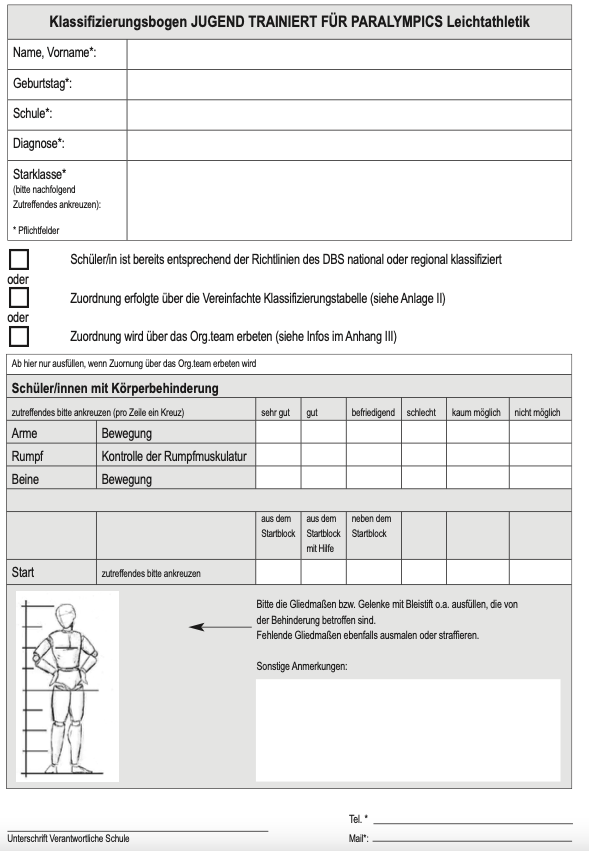 Klassifizierungsbogen JUGEND TRAINIERT FÜR PARALYMPICS Leichtathletik
Name, Vorname*:
Geburtstag*:
Schule*:
Diagnose*:
Starklasse*
(bitte nachfolgend
Zutreffendes ankreuzen):
* Pflichtfelder
Schüler/in ist bereits entsprechend der Richtlinien des DBS national oder regional klassifiziert
oder
Zuordnung erfolgte über die Vereinfachte Klassifizierungstabelle (siehe Anlage II)
oder
Zuordnung wird über das Org.team erbeten (siehe Infos im Anhang III)
Ab hier nur ausfüllen, wenn Zuornung über das Org.team erbeten wird
Schüler/innen mit Körperbehinderung
zutreffendes bitte ankreuzen (pro Zeile ein Kreuz) sehr gut gut befriedigend schlecht kaum möglich nicht möglich
Arme Bewegung
Rumpf Kontrolle der Rumpfmuskulatur
Beine Bewegung
aus dem aus dem neben dem
Startblock Startblock Startblock
mit Hilfe
Start zutreffendes bitte ankreuzen
Bitte die Gliedmaßen bzw. Gelenke mit Bleistift o.a. ausfüllen, die von
der Behinderung betroffen sind.
Fehlende Gliedmaßen ebenfalls ausmalen oder straffieren.
Sonstige Anmerkungen:
Tel. *
Unterschrift Verantwortliche Schule Mail*: